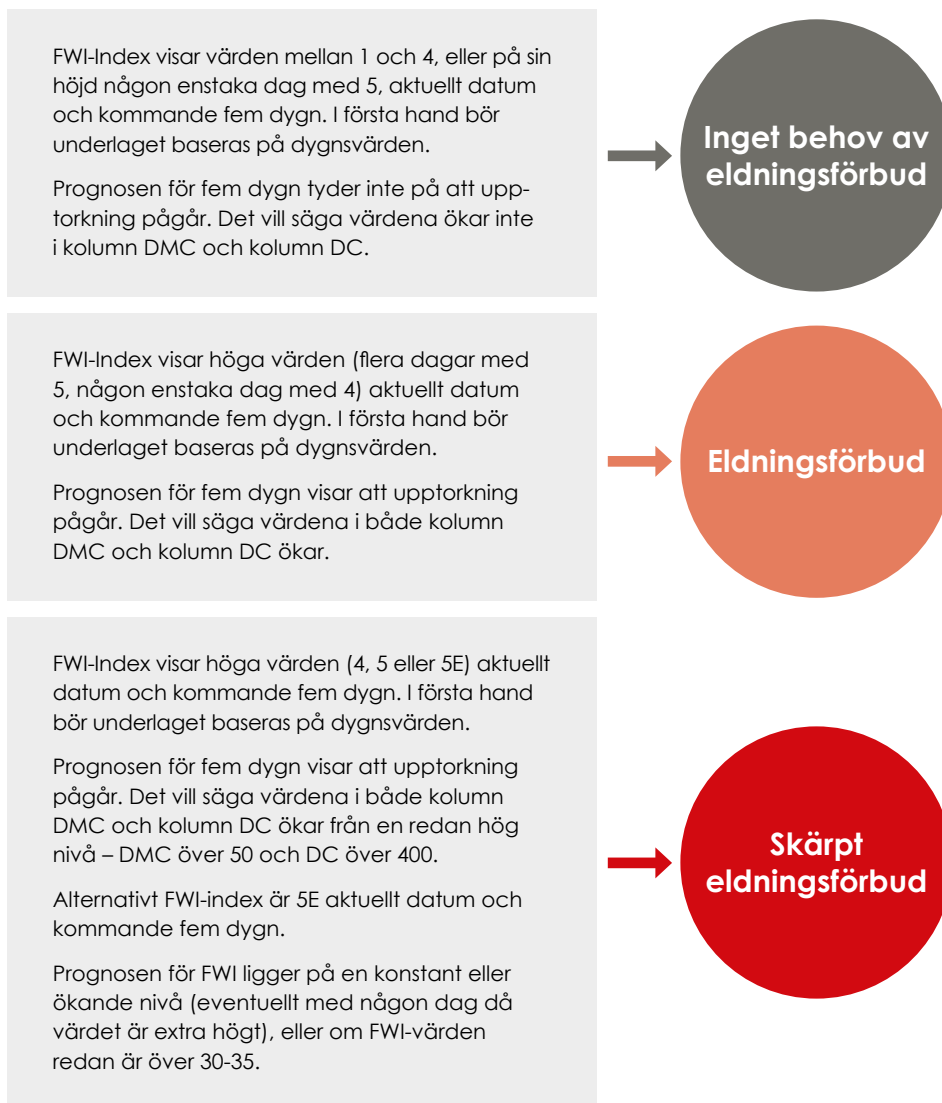 FWI-Index visar värden mellan 1 och 4, eller på sin
höjd någon enstaka dag med 5, aktuellt datum
och kommande fem dygn. I första hand bör
underlaget baseras på dygnsvärden.
Prognosen för fem dygn tyder inte på att upp-
torkning pågår. Det vill säga värdena ökar inte
i kolumn DMC och kolumn DC.
Inget behov av
eldningsförbud
FWI-Index visar höga värden (flera dagar med
5, någon enstaka dag med 4) aktuellt datum
och kommande fem dygn. I första hand bör
underlaget baseras på dygnsvärden.
Prognosen för fem dygn visar att upptorkning
pågår. Det vill säga värdena i både kolumn
DMC och kolumn DC ökar.
Eldningsförbud
FWI-Index visar höga värden (4, 5 eller 5E) aktuellt
datum och kommande fem dygn. I första hand
bör underlaget baseras på dygnsvärden.
Prognosen för fem dygn visar att upptorkning
pågår. Det vill säga värdena i både kolumn
DMC och kolumn DC ökar från en redan hög
nivå – DMC över 50 och DC över 400.
Alternativt FWI-index är 5E aktuellt datum och
kommande fem dygn.
Prognosen för FWI ligger på en konstant eller
ökande nivå (eventuellt med någon dag då
värdet är extra högt), eller om FWI-värden
redan är över 30-35.
Skärpt
eldningsförbud